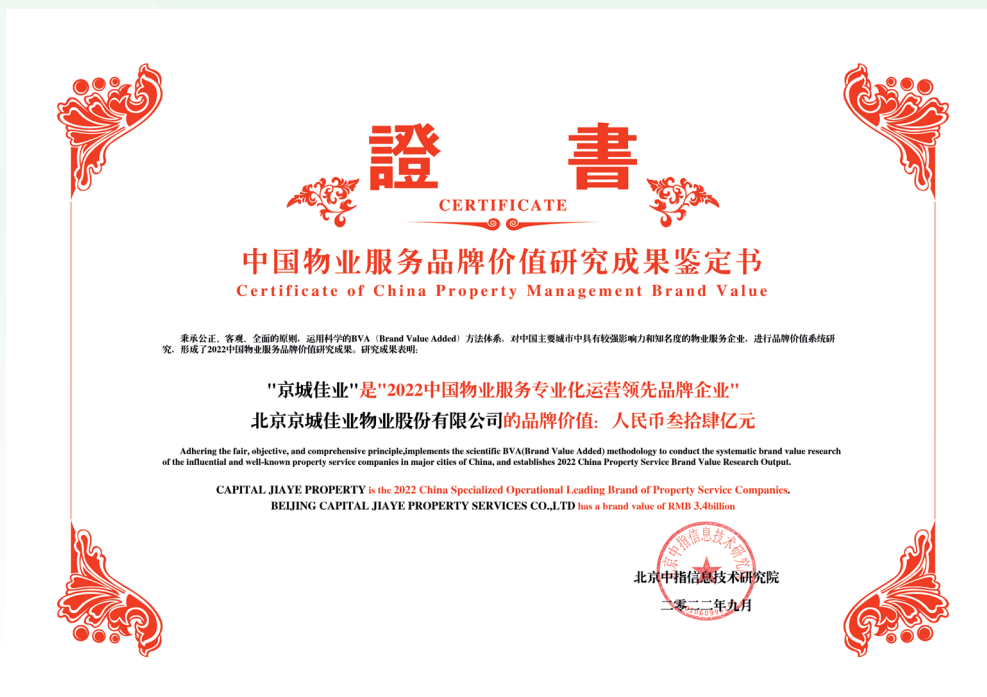 證 書
CERTIFICATE
中国物业服务品牌价值研究成果鉴定书
Certificate of China Property Management Brand Value
秉承公正、客观、全面的原则，运用科学的BVA（Brand Value Added）方法体系，对中国主要城市中具有较强影响力和知名度的物业服务企业，进行品牌价值系统研
究，形成了2022中国物业服务品牌价值研究成果。研究成果表明：
"京城佳业"是"2022中国物业服务专业化运营领先品牌企业"
北京京城佳业物业股份有限公司的品牌价值：人民币叁拾肆亿元
Adhering the fair, objective, and comprehensive principle,implements the scientific BVA(Brand Value Added) methodology to conduct the systematic brand value research
of the influential and well-known property service companies in major cities of China, and establishes 2022 China Property Service Brand Value Research Output.
CAPITAL JIAYE PROPERTY is the 2022 China Specialized Operational Leading Brand of Property Service Companies.
BEIJING CAPITAL JIAYE PROPERTY SERVICES CO.,LTD has a brand value of RMB 3.4billion
京中指信息技术研究
北京中指信息技术研究院
二零二二年九月